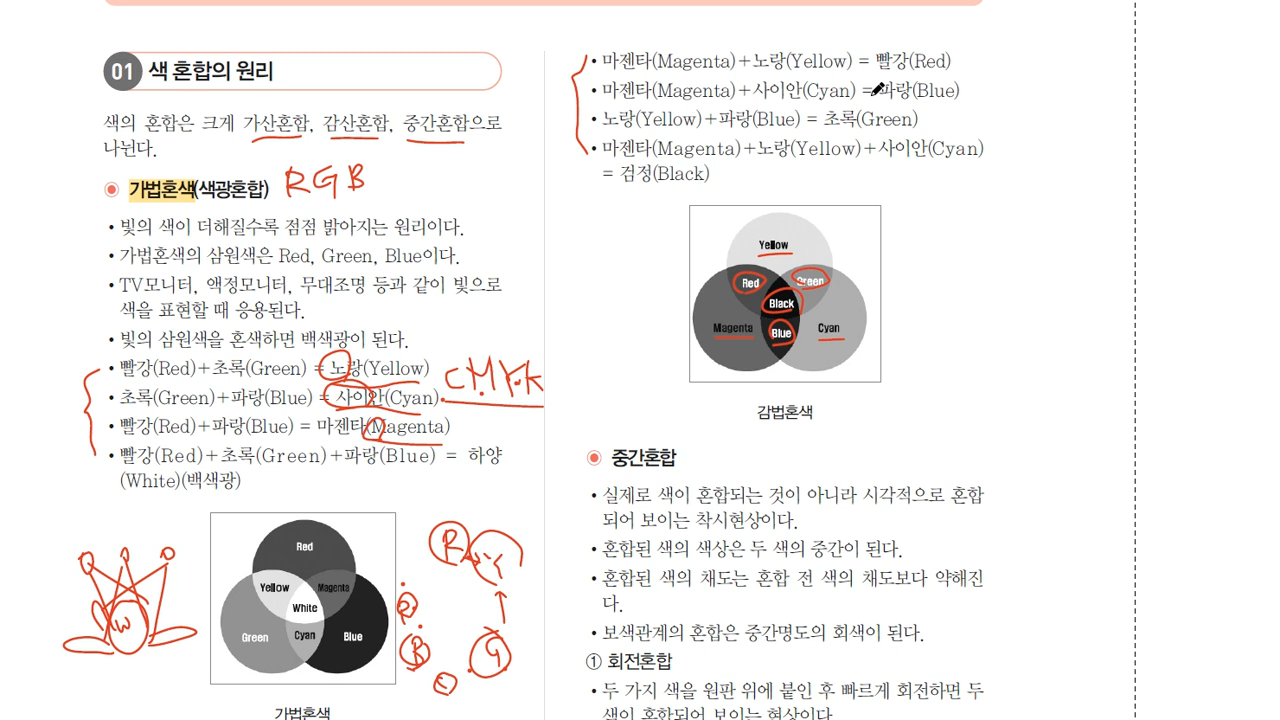 01 색 혼합의 원리
색의 혼합은 크게 가산혼합, 감산혼합, 중간혼합으로
나뉜다.
가법혼색(색광혼합) RGB
• 빛의 색이 더해질수록 점점 밝아지는 원리이다.
• 가법혼색의 삼원색은 Red, Green, Blue이다.
• TV모니터, 액정모니터, 무대조명 등과 같이 빛으로
색을 표현할 때 응용된다.
• 빛의 삼원색을 혼색하면 백색광이 된다.
• 빨강(Red)+초록(Green) = 노랑(Yellow)
• 초록(Green)+파랑(Blue) = 사이안(Cyan)
CMYK
• 빨강(Red)+파랑(Blue) = 마젠타(Magenta)
• 빨강(Red)+초록(Green)+파랑(Blue) = 하양
(White)(백색광)
Red
Yellow Magenta
White
Green Cyan Blue
W
R Y
R
B G
가법혼색
• 마젠타(Magenta)+노랑(Yellow) = 빨강(Red)
• 마젠타(Magenta)+사이안(Cyan) = 파랑(Blue)
• 노랑(Yellow)+파랑(Blue) = 초록(Green)
• 마젠타(Magenta)+노랑(Yellow)+사이안(Cyan)
= 검정(Black)
Yellow
Red Green
Black
Magenta Blue Cyan
감법혼색
중간혼합
• 실제로 색이 혼합되는 것이 아니라 시각적으로 혼합
되어 보이는 착시현상이다.
• 혼합된 색의 색상은 두 색의 중간이 된다.
• 혼합된 색의 채도는 혼합 전 색의 채도보다 약해진
다.
• 보색관계의 혼합은 중간명도의 회색이 된다.
① 회전혼합
• 두 가지 색을 원판 위에 붙인 후 빠르게 회전하면 두
색이 혼합되어 보이는 현상이다